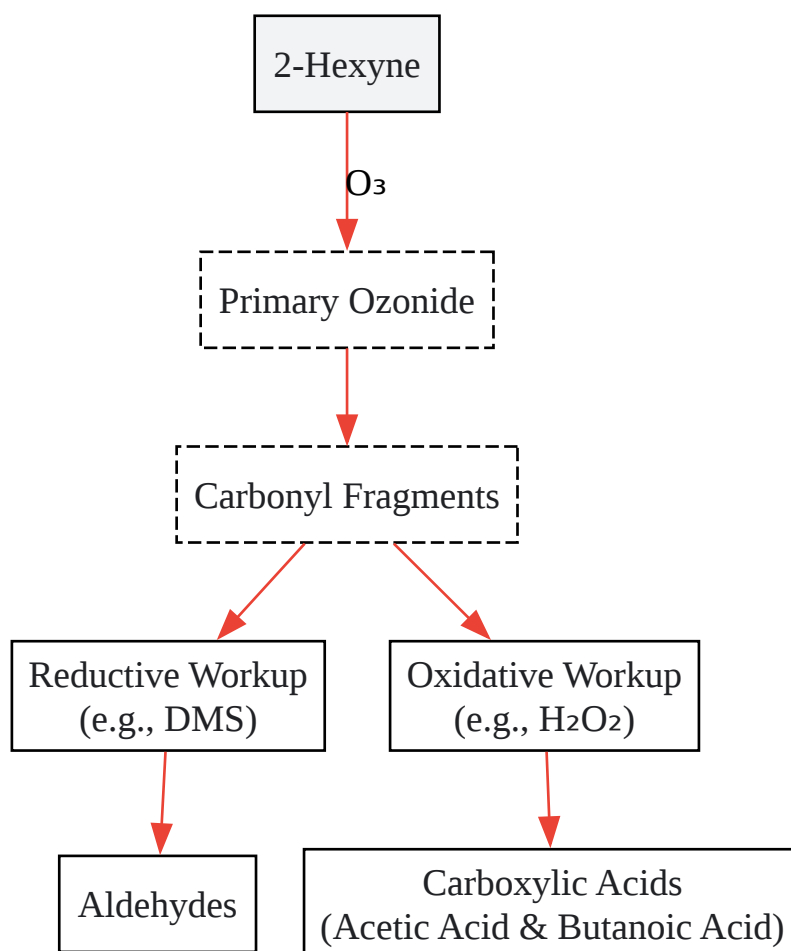 2-Hexyne
O₃
Primary Ozonide
Carbonyl Fragments
Reductive Workup
(e.g., DMS)
Oxidative Workup
(e.g., H₂O₂)
Aldehydes
Carboxylic Acids
(Acetic Acid & Butanoic Acid)